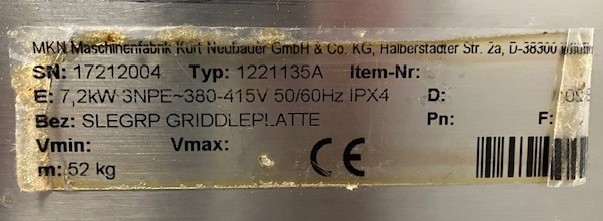 MKN Maschinenfabrik Kurt Neubauer GmbH & Co. KG, Halberstädter Str. 2a, D-38300
SN: 17212004 Typ: 1221135A Item-Nr:
E: 7,2kW 3NPE~380-415V 50/60Hz IPX4 D:
Bez: SLEGRP GRIDDLEPLATTE Pn: F:
Vmin: Vmax: CE
m: 52 kg